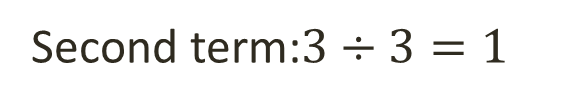 Second term:3 ÷ 3 = 1